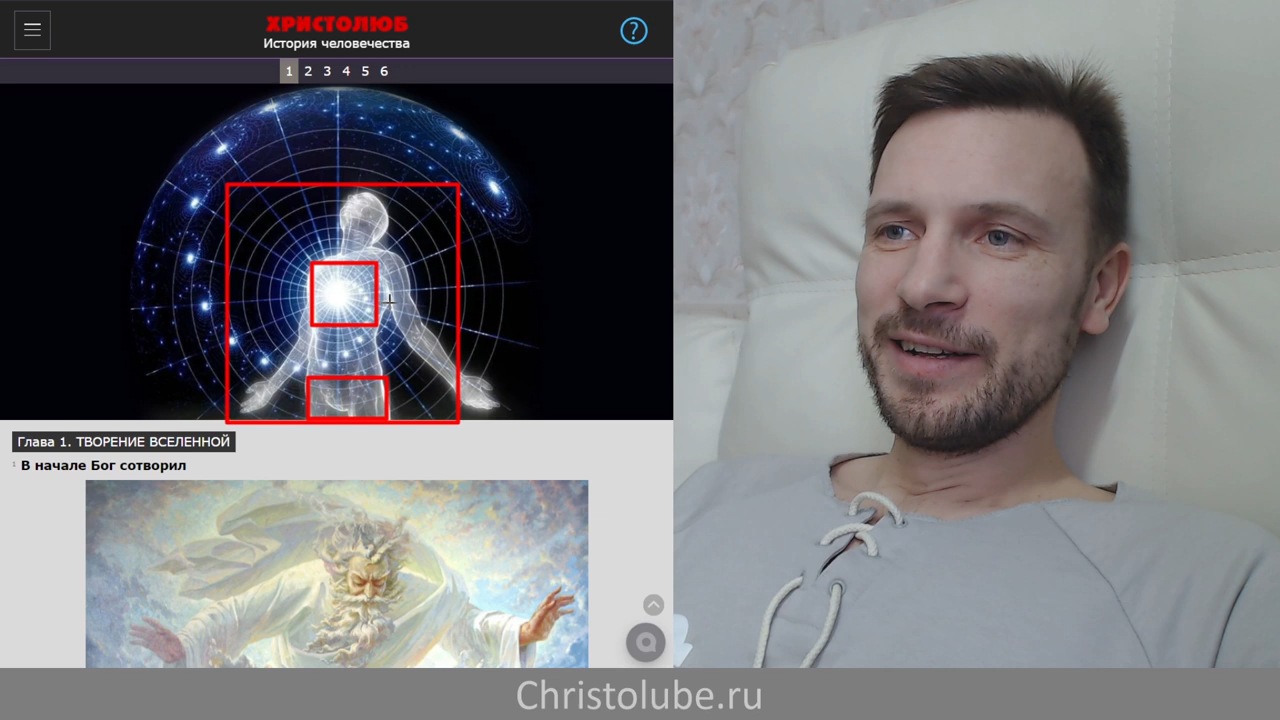 ХРИСТОЛЮБ
История человечества
?
1 2 3 4 5 6
Глава 1. ТВОРЕНИЕ ВСЕЛЕННОЙ
1 В начале Бог сотворил
Christolube.ru